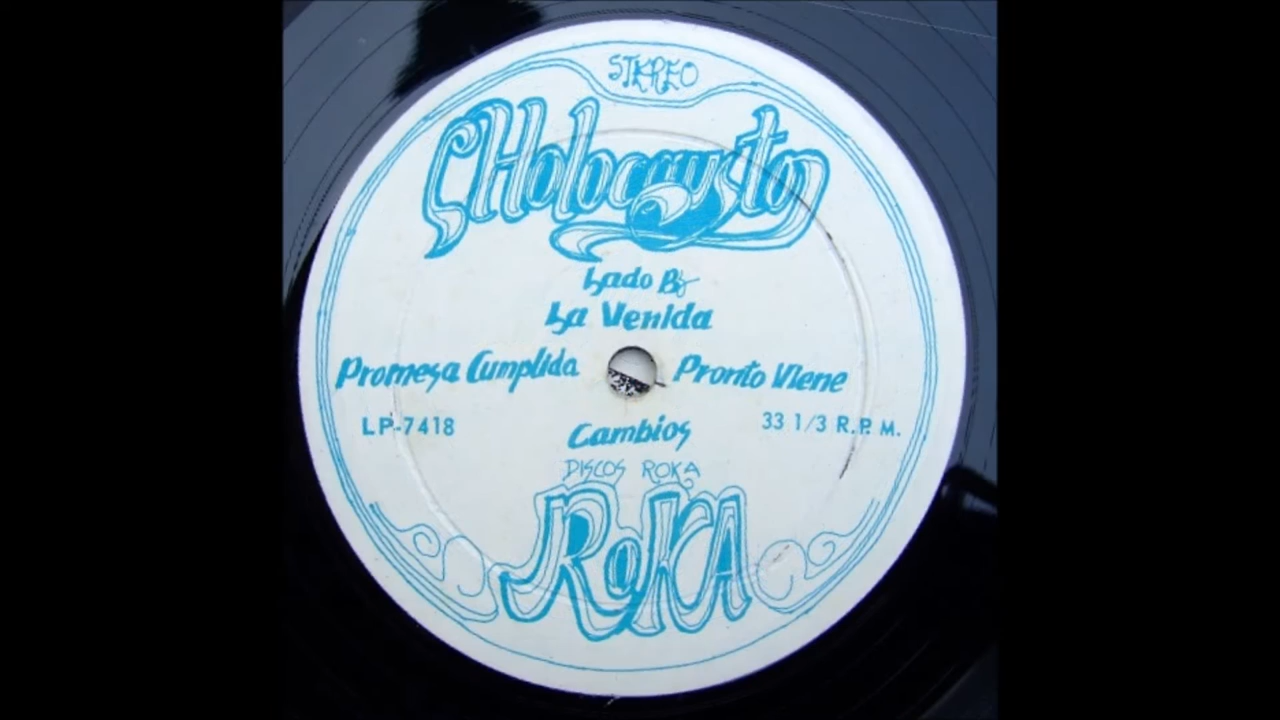 STEREO
Holocausto
Lado B
La Venida
Promesa Cumplida
Pronto Viene
LP-7418
33 1/3 R.P.M.
Cambios
DISCOS ROKA
ROKA